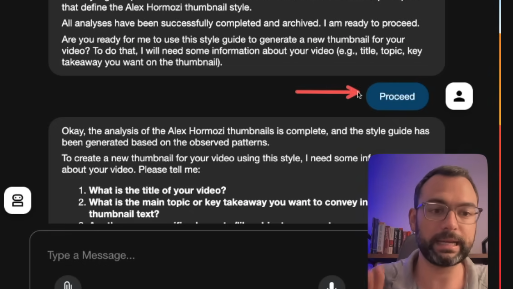 that define the Alex Hormozi thumbnail style.
All analyses have been successfully completed and archived. I am ready to proceed.
Are you ready for me to use this style guide to generate a new thumbnail for your
video? To do that, I will need some information about your video (e.g., title, topic, key
takeaway you want on the thumbnail).
Proceed
Okay, the analysis of the Alex Hormozi thumbnails is complete, and the style guide has
been generated based on the observed patterns.
To create a new thumbnail for your video using this style, I need some
about your video. Please tell me:
1. What is the title of your video?
2. What is the main topic or key takeaway you want to convey in
thumbnail text?
Type a Message...